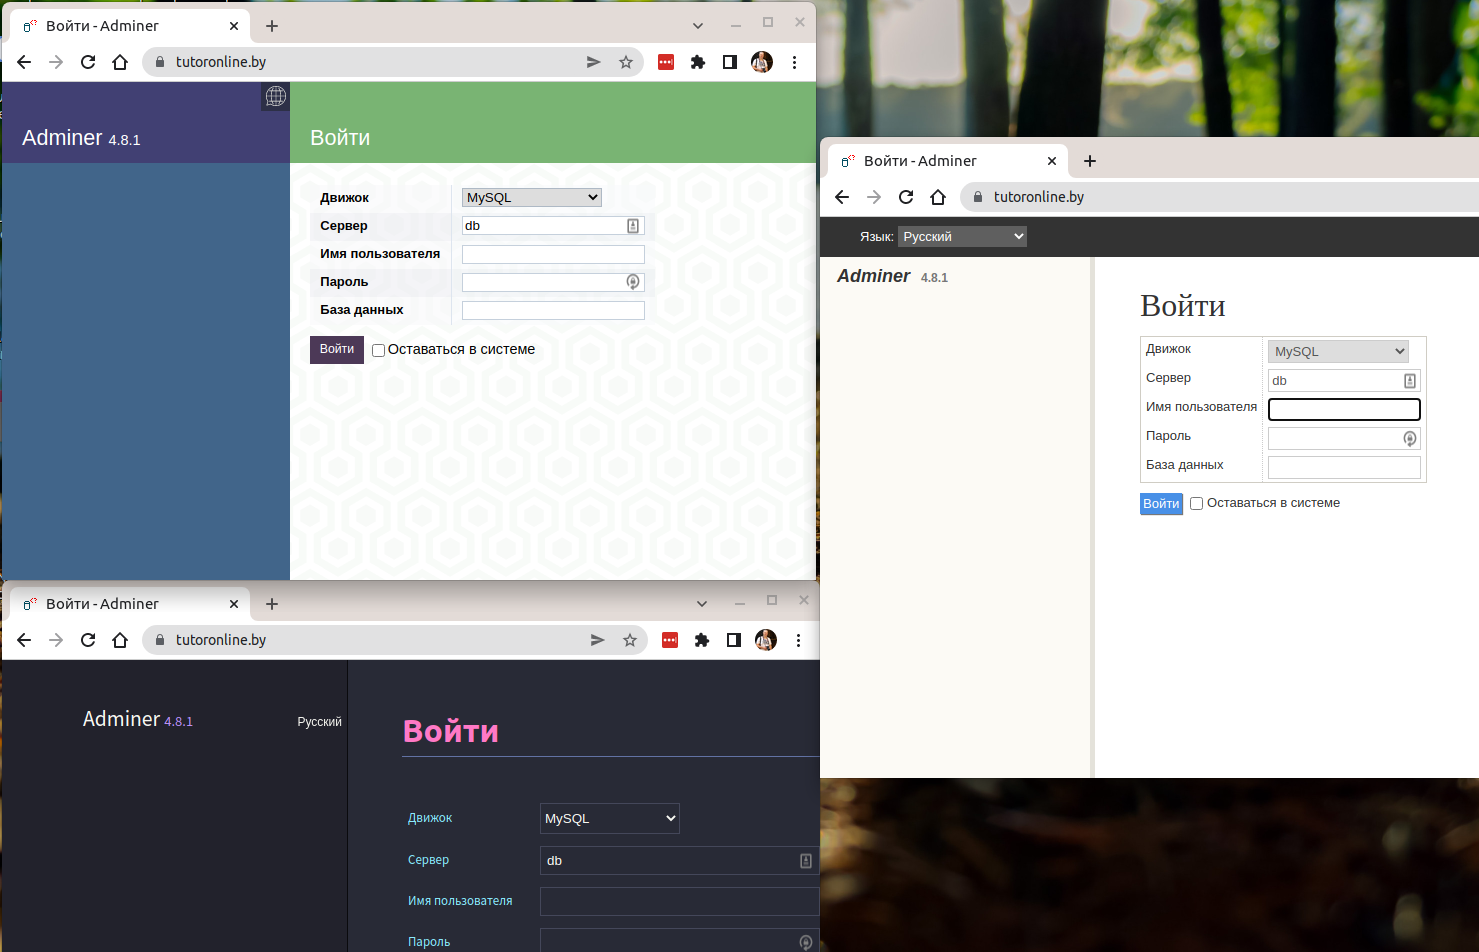 Войти - Adminer
tutoronline.by
Adminer 4.8.1
Войти
Движок MySQL
Сервер db
Имя пользователя
Пароль
База данных
Войти Оставаться в системе
Войти - Adminer
tutoronline.by
Язык: Русский
Adminer 4.8.1
Войти
Движок MySQL
Сервер db
Имя пользователя
Пароль
База данных
Войти Оставаться в системе
Войти - Adminer
tutoronline.by
Adminer 4.8.1 Русский
Войти
Движок MySQL
Сервер db
Имя пользователя
Пароль